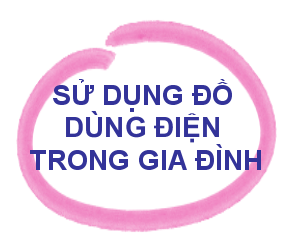 SỬ DỤNG ĐỒ
DÙNG ĐIỆN
TRONG GIA ĐÌNH